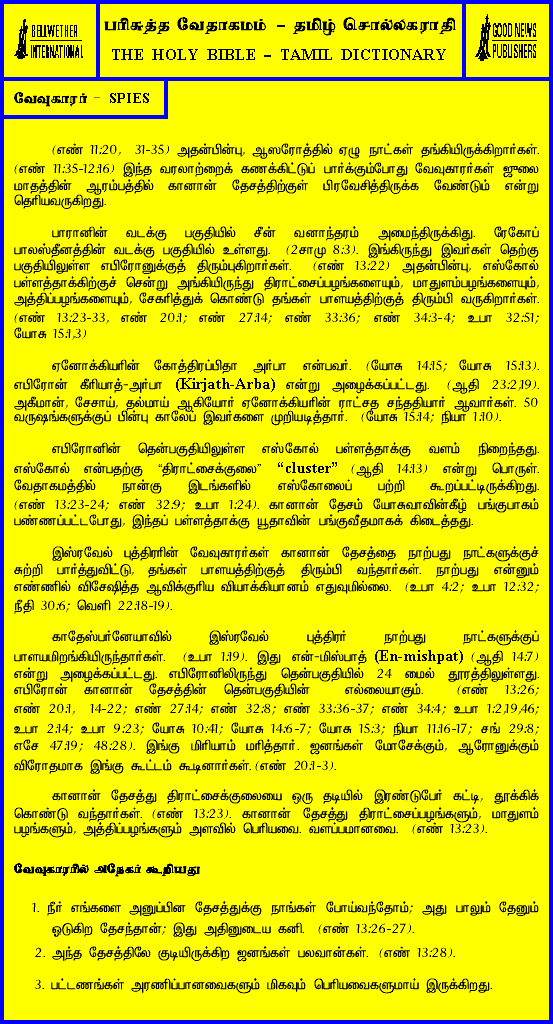 BELLWETHER
INTERNATIONAL
பரிசுத்த வேதாகமம் - தமிழ் சொல்லகராதி
THE HOLY BIBLE - TAMIL DICTIONARY
GOOD NEWS
PUBLISHERS
வேவுகாரர் - SPIES
(எண் 11:20, 31-35) அதன்பின்பு, ஆஸரோத்தில் ஏழு நாட்கள் தங்கியிருக்கிறார்கள்.
(எண் 11:35-12:16) இந்த வரலாற்றைக் கணக்கிட்டுப் பார்க்கும்போது வேவுகாரர்கள் ஜுலை
மாதத்தின் ஆரம்பத்தில் கானான் தேசத்திற்குள் பிரவேசித்திருக்க வேண்டும் என்று
தெரியவருகிறது.
பாரானின் வடக்கு பகுதியில் சீன் வனாந்தரம் அமைந்திருக்கிது. ரேகோப்
பாலஸ்தீனத்தின் வடக்கு பகுதியில் உள்ளது. (2சாமு 8:3). இங்கிருந்து இவர்கள் தெற்கு
பகுதியிலுள்ள எபிரோனுக்குத் திரும்புகிறார்கள். (எண் 13:22) அதன்பின்பு, எஸ்கோல்
பள்ளத்தாக்கிற்குச் சென்று அங்கியிருந்து திராட்சைப்பழங்களையும், மாதுளம்பழங்களையும்,
அத்திப்பழங்களையும், சேகரித்துக் கொண்டு தங்கள் பாளயத்திற்குத் திரும்பி வருகிறார்கள்.
(எண் 13:23-33, எண் 20:1; எண் 27:14; எண் 33:36; எண் 34:3-4; உபா 32:51;
யோசு 15:1,3)
ஏனோக்கியரின் கோத்திரப்பிதா அர்பா என்பவர். (யோசு 14:15; யோசு 15:13).
எபிரோன் கீரியாத்-அர்பா (Kirjath-Arba) என்று அழைக்கப்பட்டது. (ஆதி 23:2,19).
அகீமான், சேசாய், தல்மாய் ஆகியோர் ஏனோக்கியரின் ராட்சத சந்ததியார் ஆவார்கள். 50
வருஷங்களுக்குப் பின்பு காலேப் இவர்களை முறியடித்தார். (யோசு 15:14; நியா 1:10).
எபிரோனின் தென்பகுதியிலுள்ள எஸ்கோல் பள்ளத்தாக்கு வளம் நிறைந்தது.
எஸ்கோல் என்பதற்கு “திராட்சைக்குலை” “cluster” (ஆதி 14:13) என்று பொருள்.
வேதாகமத்தில் நான்கு இடங்களில் எஸ்கோலைப் பற்றி கூறப்பட்டிருக்கிறது.
(எண் 13:23-24; எண் 32:9; உபா 1:24). கானான் தேசம் யோசுவாவின்கீழ் பங்குபாகம்
பண்ணப்பட்டபோது, இந்தப் பள்ளத்தாக்கு யூதாவின் பங்குவீதமாகக் கிடைத்தது.
இஸ்ரவேல் புத்திரரின் வேவுகாரர்கள் கானான் தேசத்தை நாற்பது நாட்களுக்குச்
சுற்றி பார்த்துவிட்டு, தங்கள் பாளயத்திற்குத் திரும்பி வந்தார்கள். நாற்பது என்னும்
எண்ணில் விசேஷித்த ஆவிக்குரிய வியாக்கியானம் எதுவுமில்லை. (உபா 4:2; உபா 12:32;
நீதி 30:6; வெளி 22:18-19).
காதேஸ்பர்னேயாவில் இஸ்ரவேல் புத்திரர் நாற்பது நாட்களுக்குப்
பாளயமிறங்கியிருந்தார்கள். (உபா 1:19). இது என்-மிஸ்பாத் (En-mishpat) (ஆதி 14:7)
என்று அழைக்கப்பட்டது. எபிரோனிலிருந்து தென்பகுதியில் 24 மைல் தூரத்திலுள்ளது.
எபிரோன் கானான் தேசத்தின் தென்பகுதியின் எல்லையாகும். (எண் 13:26;
எண் 20:1, 14-22; எண் 27:14; எண் 32:8; எண் 33:36-37; எண் 34:4; உபா 1:2,19,46;
உபா 2:14; உபா 9:23; யோசு 10:41; யோசு 14:6-7; யோசு 15:3; நியா 11:16-17; சங் 29:8;
எசே 47:19; 48:28). இங்கு மிரியாம் மரித்தார். ஜனங்கள் மோசேக்கும், ஆரோனுக்கும்
விரோதமாக இங்கு கூட்டம் கூடினார்கள். (எண் 20:1-3).
கானான் தேசத்து திராட்சைக்குலையை ஒரு தடியில் இரண்டுபேர் கட்டி, தூக்கிக்
கொண்டு வந்தார்கள். (எண் 13:23). கானான் தேசத்து திராட்சைப்பழங்களும், மாதுளம்
பழங்களும், அத்திப்பழங்களும் அளவில் பெரியவை. வளப்பமானவை. (எண் 13:23).
வேவுகாரரில் அநேகர் கூறியது
1. நீர் எங்களை அனுப்பின தேசத்துக்கு நாங்கள் போய்வந்தோம்; அது பாலும் தேனும்
ஓடுகிற தேசந்தான்; இது அதினுடைய கனி. (எண் 13:26-27).
2. அந்த தேசத்திலே குடியிருக்கிற ஜனங்கள் பலவான்கள். (எண் 13:28).
3. பட்டணங்கள் அரணிப்பானவைகளும் மிகவும் பெரியவைகளுமாய் இருக்கிறது.